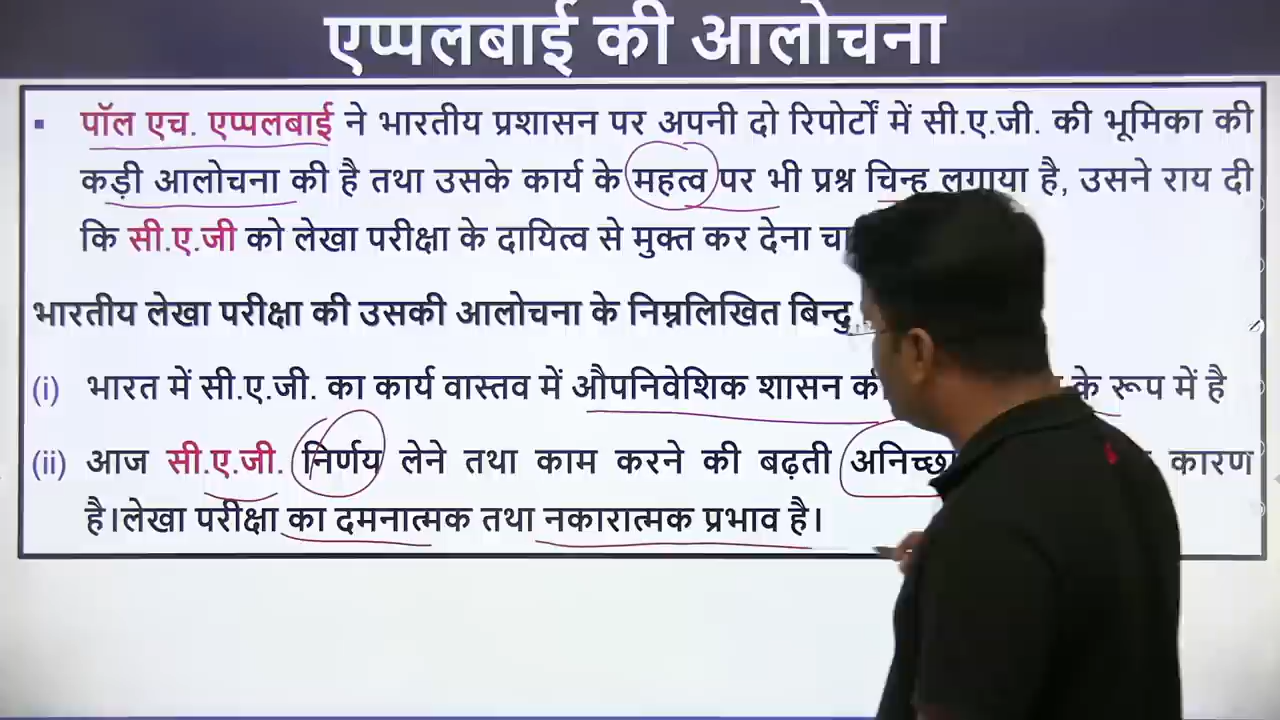 एप्पलबाई की आलोचना
▪ पॉल एच. एप्पलबाई ने भारतीय प्रशासन पर अपनी दो रिपोर्टों में सी.ए.जी. की भूमिका की
कड़ी आलोचना की है तथा उसके कार्य के महत्व पर भी प्रश्न चिन्ह लगाया है, उसने राय दी
कि सी.ए.जी को लेखा परीक्षा के दायित्व से मुक्त कर देना
भारतीय लेखा परीक्षा की उसकी आलोचना के निम्नलिखित बिन्दु
(i) भारत में सी.ए.जी. का कार्य वास्तव में औपनिवेशिक शासन के रूप में है
(ii) आज सी.ए.जी. निर्णय लेने तथा काम करने की बढ़ती कारण
है।लेखा परीक्षा का दमनात्मक तथा नकारात्मक प्रभाव है।